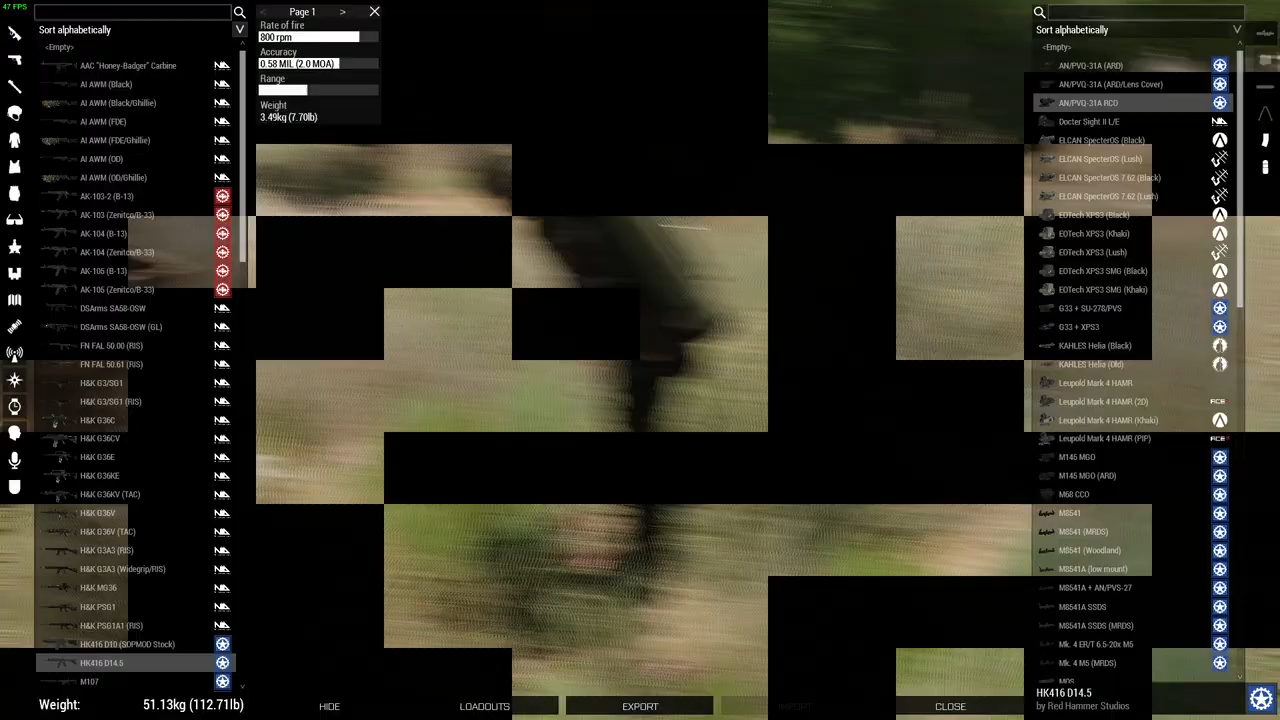 47 FPS
Sort alphabetically
<Empty>
AAC "Honey-Badger" Carbine
AI AWM (Black)
AI AWM (Black/Ghillie)
AI AWM (FDE)
AI AWM (FDE/Ghillie)
AI AWM (OD)
AI AWM (OD/Ghillie)
AK-103-2 (B-13)
AK-103 (Zenitco/B-33)
AK-104 (B-13)
AK-104 (Zenitco/B-33)
AK-105 (B-13)
AK-105 (Zenitco/B-33)
DSArms SA58-OSW
DSArms SA58-OSW (GL)
FN FAL 50.00 (RIS)
FN FAL 50.61 (RIS)
H&K G3/SG1
H&K G3/SG1 (RIS)
H&K G36C
H&K G36CV
H&K G36E
H&K G36KE
H&K G36KV (TAC)
H&K G36V
H&K G36V (TAC)
H&K G3A3 (RIS)
H&K G3A3 (Widegrip/RIS)
H&K MG36
H&K PSG1
H&K PSG1A1 (RIS)
HK416 D10 (SOPMOD Stock)
HK416 D14.5
M107
Weight: 51.13kg (112.71lb)
< Page 1 >
Rate of fire
800 rpm
Accuracy
0.58 MIL (2.0 MOA)
Range
Weight
3.49kg (7.70lb)
HIDE
LOADOUTS
EXPORT
IMPORT
CLOSE
Sort alphabetically
<Empty>
AN/PVQ-31A (ARD)
AN/PVQ-31A (ARD/Lens Cover)
AN/PVQ-31A RCO
Docter Sight II L/E
ELCAN SpecterOS (Black)
ELCAN SpecterOS (Lush)
ELCAN SpecterOS 7.62 (Black)
ELCAN SpecterOS 7.62 (Lush)
EOTech XPS3 (Black)
EOTech XPS3 (Khaki)
EOTech XPS3 (Lush)
EOTech XPS3 SMG (Black)
EOTech XPS3 SMG (Khaki)
G33 + SU-278/PVS
G33 + XPS3
KAHLES Helia (Black)
KAHLES Helia (Old)
Leupold Mark 4 HAMR
Leupold Mark 4 HAMR (2D) ACE
Leupold Mark 4 HAMR (Khaki)
Leupold Mark 4 HAMR (PIP) ACE
M145 MGO
M145 MGO (ARD)
M68 CCO
M8541
M8541 (MRDS)
M8541 (Woodland)
M8541A (low mount)
M8541A + AN/PVS-27
M8541A SSDS
M8541A SSDS (MRDS)
Mk. 4 ER/T 6.5-20x M5
Mk. 4 M5 (MRDS)
HK416 D14.5
by Red Hammer Studios